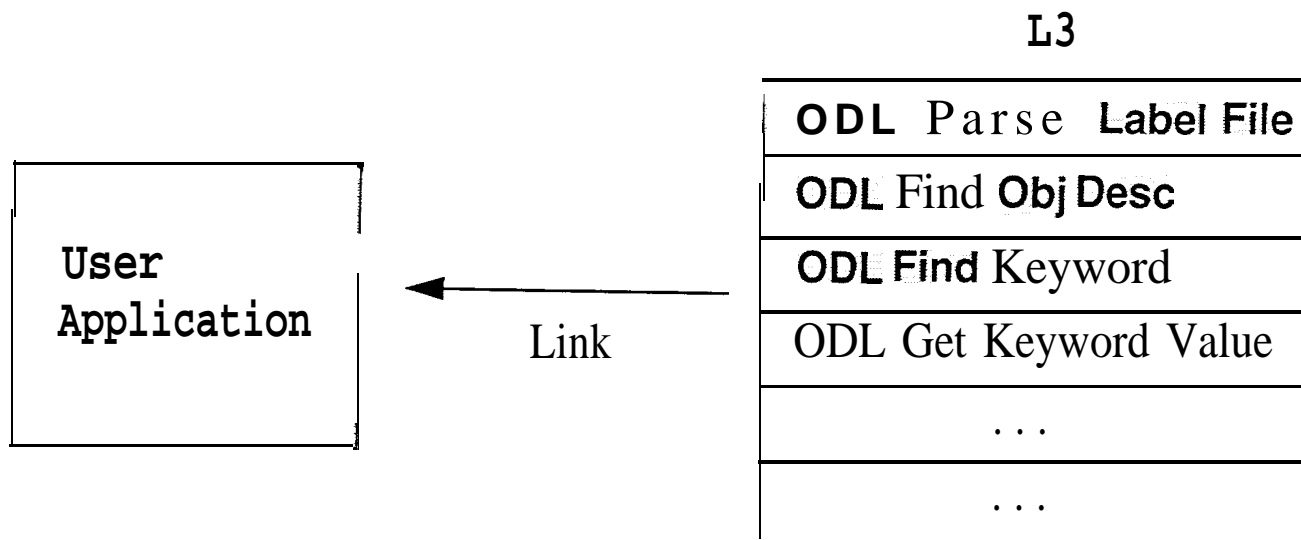 L3
ODL Parse Label File
ODL Find Obj Desc
ODL Find Keyword
ODL Get Keyword Value
. . .
. . .
User
Application
Link